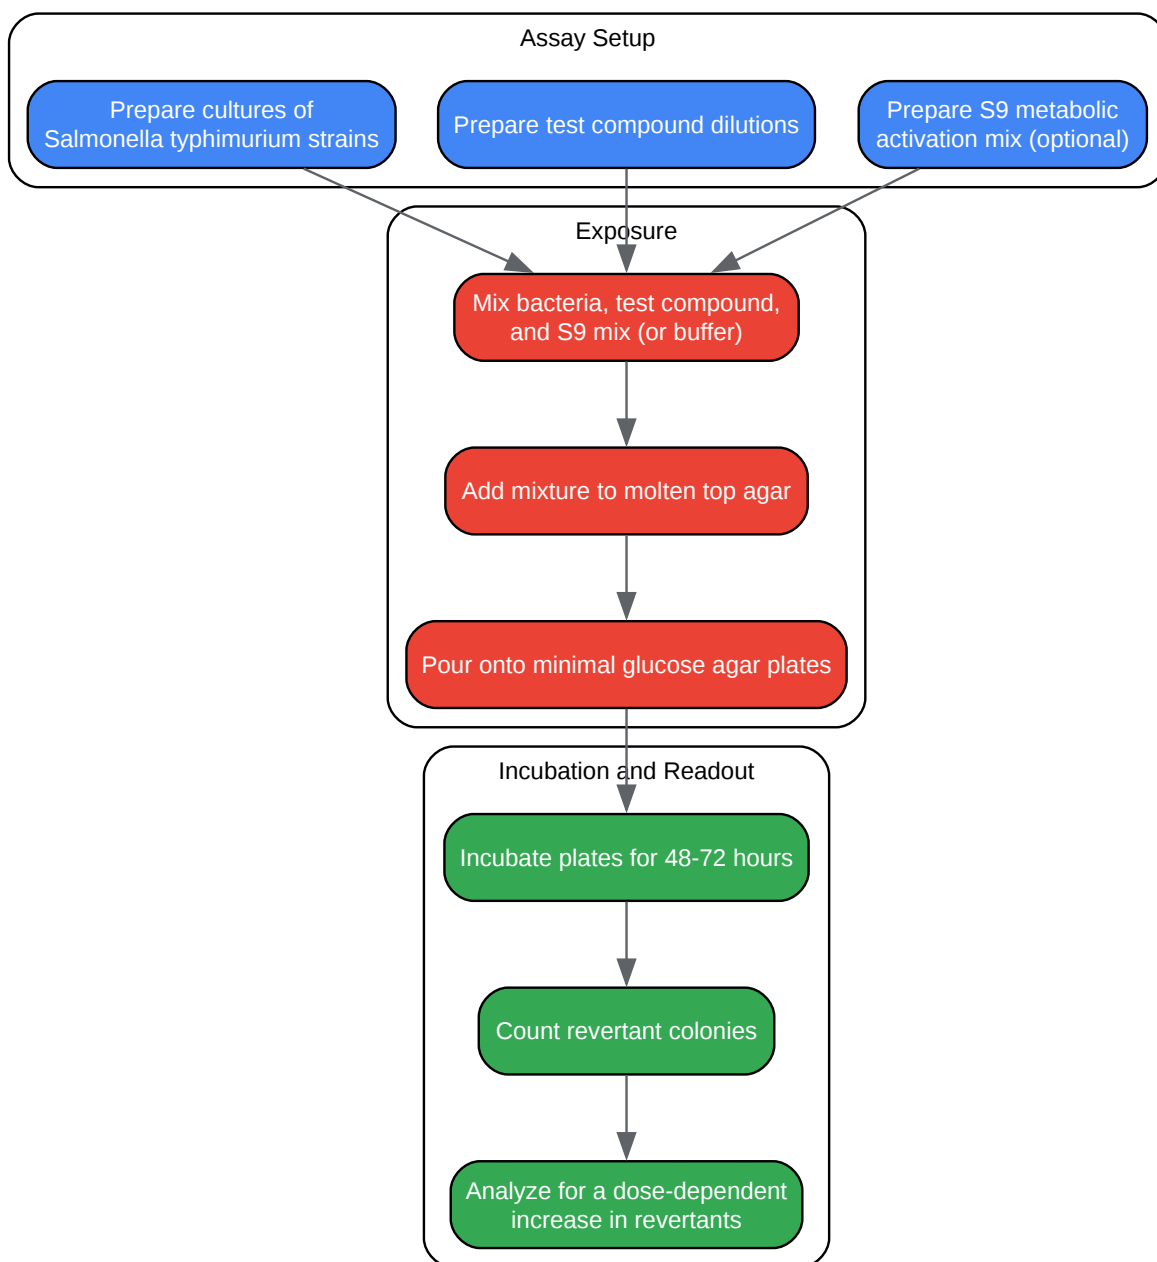 Assay Setup
Prepare cultures of
Salmonella typhimurium strains
Prepare test compound dilutions
Prepare S9 metabolic
activation mix (optional)
Exposure
Mix bacteria, test compound,
and S9 mix (or buffer)
Add mixture to molten top agar
Pour onto minimal glucose agar plates
Incubation and Readout
Incubate plates for 48-72 hours
Count revertant colonies
Analyze for a dose-dependent
increase in revertants